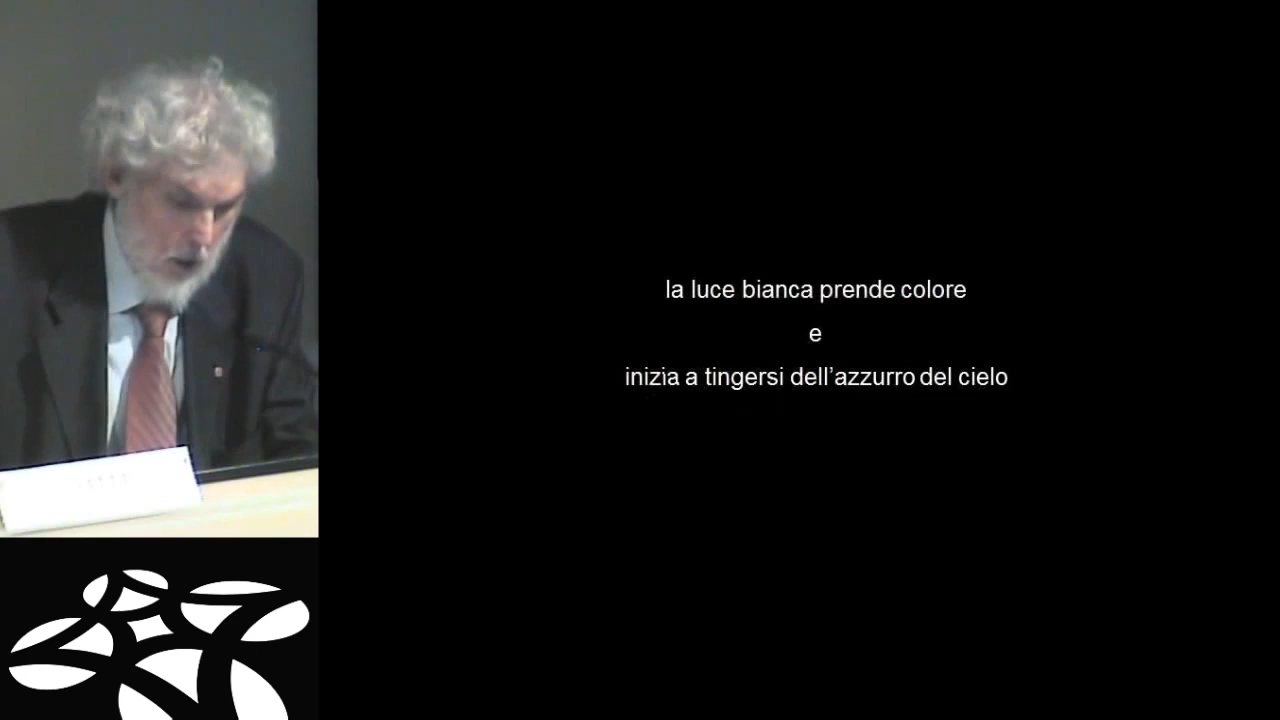 la luce bianca prende colore
e
inizia a tingersi dell’azzurro del cielo